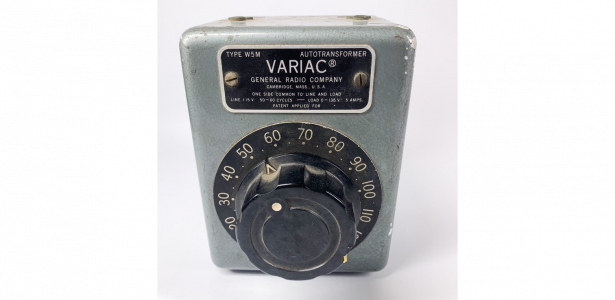 TYPE W5M AUTOTRANSFORMER
VARIAC®
GENERAL RADIO COMPANY
CAMBRIDGE, MASS., U.S.A.
ONE SIDE COMMON TO LINE AND LOAD
LINE 115 V 50-60 CYCLES — LOAD 0-135 V 5 AMPS.
PATENT APPLIED FOR
20 30 40 50 60 70 80 90 100 110